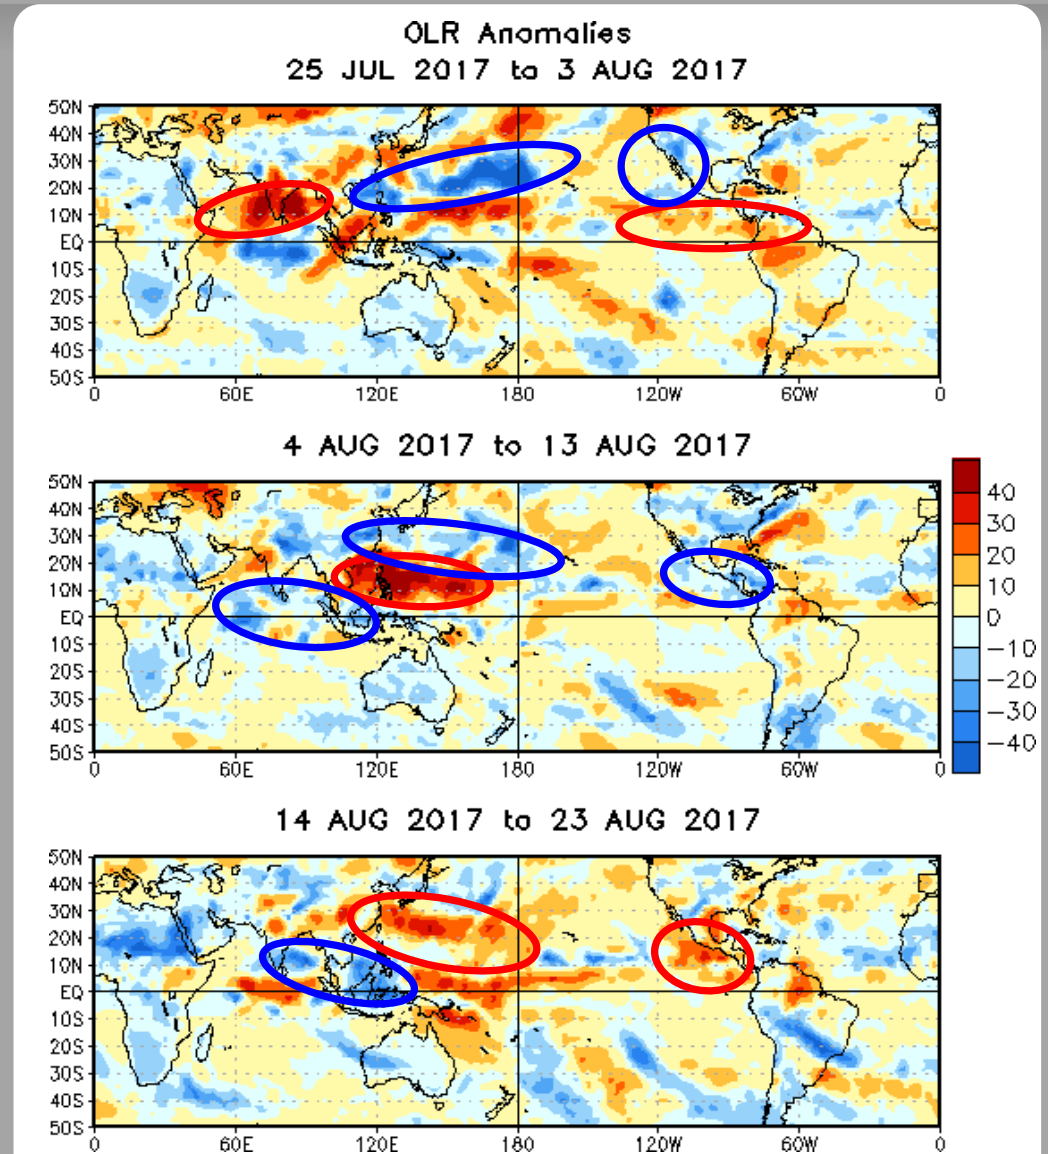 OLR Anomalies
25 JUL 2017 to 3 AUG 2017
50N
40N
30N
20N
10N
EQ
10S
20S
30S
40S
50S
0 60E 120E 180 120W 60W 0
4 AUG 2017 to 13 AUG 2017
50N
40N
30N
20N
10N
EQ
10S
20S
30S
40S
50S
0 60E 120E 180 120W 60W 0
40
30
20
10
0
-10
-20
-30
-40
14 AUG 2017 to 23 AUG 2017
50N
40N
30N
20N
10N
EQ
10S
20S
30S
40S
50S
0 60E 120E 180 120W 60W 0